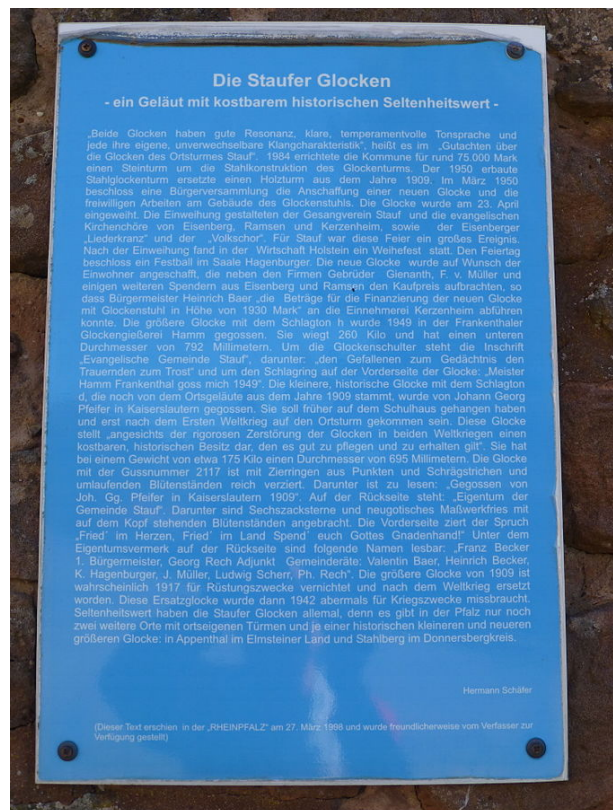 Die Staufer Glocken
- ein Geläut mit kostbarem historischen Seltenheitswert -
„Beide Glocken haben gute Resonanz, klare, temperamentvolle Tonsprache und
jede ihre eigene, unverwechselbare Klangcharakteristik“, heißt es im „Gutachten über
die Glocken des Ortsturmes Stauf“. 1984 errichtete die Kommune für rund 75.000 Mark
einen Steinturm um die Stahlkonstruktion des Glockenturms. Der 1950 erbaute
Stahlglockenturm ersetzte einen Holzturm aus dem Jahre 1909. Im März 1950
beschloss eine Bürgerversammlung die Anschaffung einer neuen Glocke und die
freiwilligen Arbeiten am Gebäude des Glockenstuhls. Die Glocke wurde am 23. April
eingeweiht. Die Einweihung gestalteten der Gesangverein Stauf und die evangelischen
Kirchenchöre von Eisenberg, Ramsen und Kerzenheim, sowie der Eisenberger
„Liederkranz“ und der „Volkschor“. Für Stauf war diese Feier ein großes Ereignis.
Nach der Einweihung fand in der Wirtschaft Holstein ein Weihefest statt. Den Feiertag
beschloss ein Festball im Saale Hagenburger. Die neue Glocke wurde auf Wunsch der
Einwohner angeschafft, die neben den Firmen Gebrüder Gienanth, F. v. Müller und
einigen weiteren Spendern aus Eisenberg und Ramsen den Kaufpreis aufbrachten, so
dass Bürgermeister Heinrich Baer „die Beträge für die Finanzierung der neuen Glocke
mit Glockenstuhl in Höhe von 1930 Mark“ an die Einnehmerei Kerzenheim abführen
konnte. Die größere Glocke mit dem Schlagton h wurde 1949 in der Frankenthaler
Glockengießerei Hamm gegossen. Sie wiegt 260 Kilo und hat einen unteren
Durchmesser von 792 Millimetern. Um die Glockenschulter steht die Inschrift
„Evangelische Gemeinde Stauf“, darunter: „den Gefallenen zum Gedächtnis den
Trauernden zum Trost“ und um den Schlagring auf der Vorderseite der Glocke: „Meister
Hamm Frankenthal goss mich 1949“. Die kleinere, historische Glocke mit dem Schlagton
d, die noch von dem Ortsgeläute aus dem Jahre 1909 stammt, wurde von Johann Georg
Pfeifer in Kaiserslautern gegossen. Sie soll früher auf dem Schulhaus gehangen haben
und erst nach dem Ersten Weltkrieg auf den Ortsturm gekommen sein. Diese Glocke
stellt „angesichts der rigorosen Zerstörung der Glocken in beiden Weltkriegen einen
kostbaren, historischen Besitz dar, den es gut zu pflegen und zu erhalten gilt“. Sie hat
bei einem Gewicht von etwa 175 Kilo einen Durchmesser von 695 Millimetern. Die Glocke
mit der Gussnummer 2117 ist mit Zierringen aus Punkten und Schrägstrichen und
umlaufenden Blütenständen reich verziert. Darunter ist zu lesen: „Gegossen von
Joh. Gg. Pfeifer in Kaiserslautern 1909“. Auf der Rückseite steht: „Eigentum der
Gemeinde Stauf“. Darunter sind Sechszacksterne und neugotisches Maßwerkfries mit
auf dem Kopf stehenden Blütenständen angebracht. Die Vorderseite ziert der Spruch
„Fried´ im Herzen, Fried´ im Land Spend´ euch Gottes Gnadenhand!“ Unter dem
Eigentumsvermerk auf der Rückseite sind folgende Namen lesbar: „Franz Becker
1. Bürgermeister, Georg Rech Adjunkt Gemeinderäte: Valentin Baer, Heinrich Becker,
K. Hagenburger, J. Müller, Ludwig Scherr, Ph. Rech“. Die größere Glocke von 1909 ist
wahrscheinlich 1917 für Rüstungszwecke vernichtet und nach dem Weltkrieg ersetzt
worden. Diese Ersatzglocke wurde dann 1942 abermals für Kriegszwecke missbraucht.
Seltenheitswert haben die Staufer Glocken allemal, denn es gibt in der Pfalz nur noch
zwei weitere Orte mit ortseigenen Türmen und je einer historischen kleineren und neueren
größeren Glocke: in Appenthal im Elmsteiner Land und Stahlberg im Donnersbergkreis.
Hermann Schäfer
(Dieser Text erschien in der „RHEINPFALZ“ am 27. März 1998 und wurde freundlicherweise vom Verfasser zur
Verfügung gestellt)